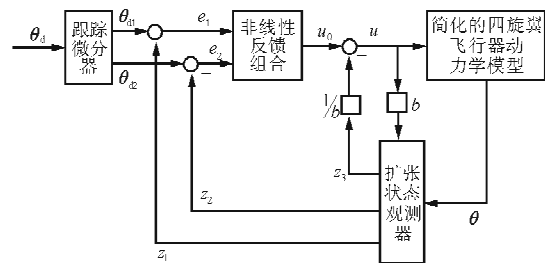 θd
跟踪
微分
器
θd1
θd2
e1
e2
非线性
反馈
组合
u0
u
简化的四旋翼
飞行器动
力学模型
1/b
b
扩张
状态
观测
器
z3
z2
z1
θ